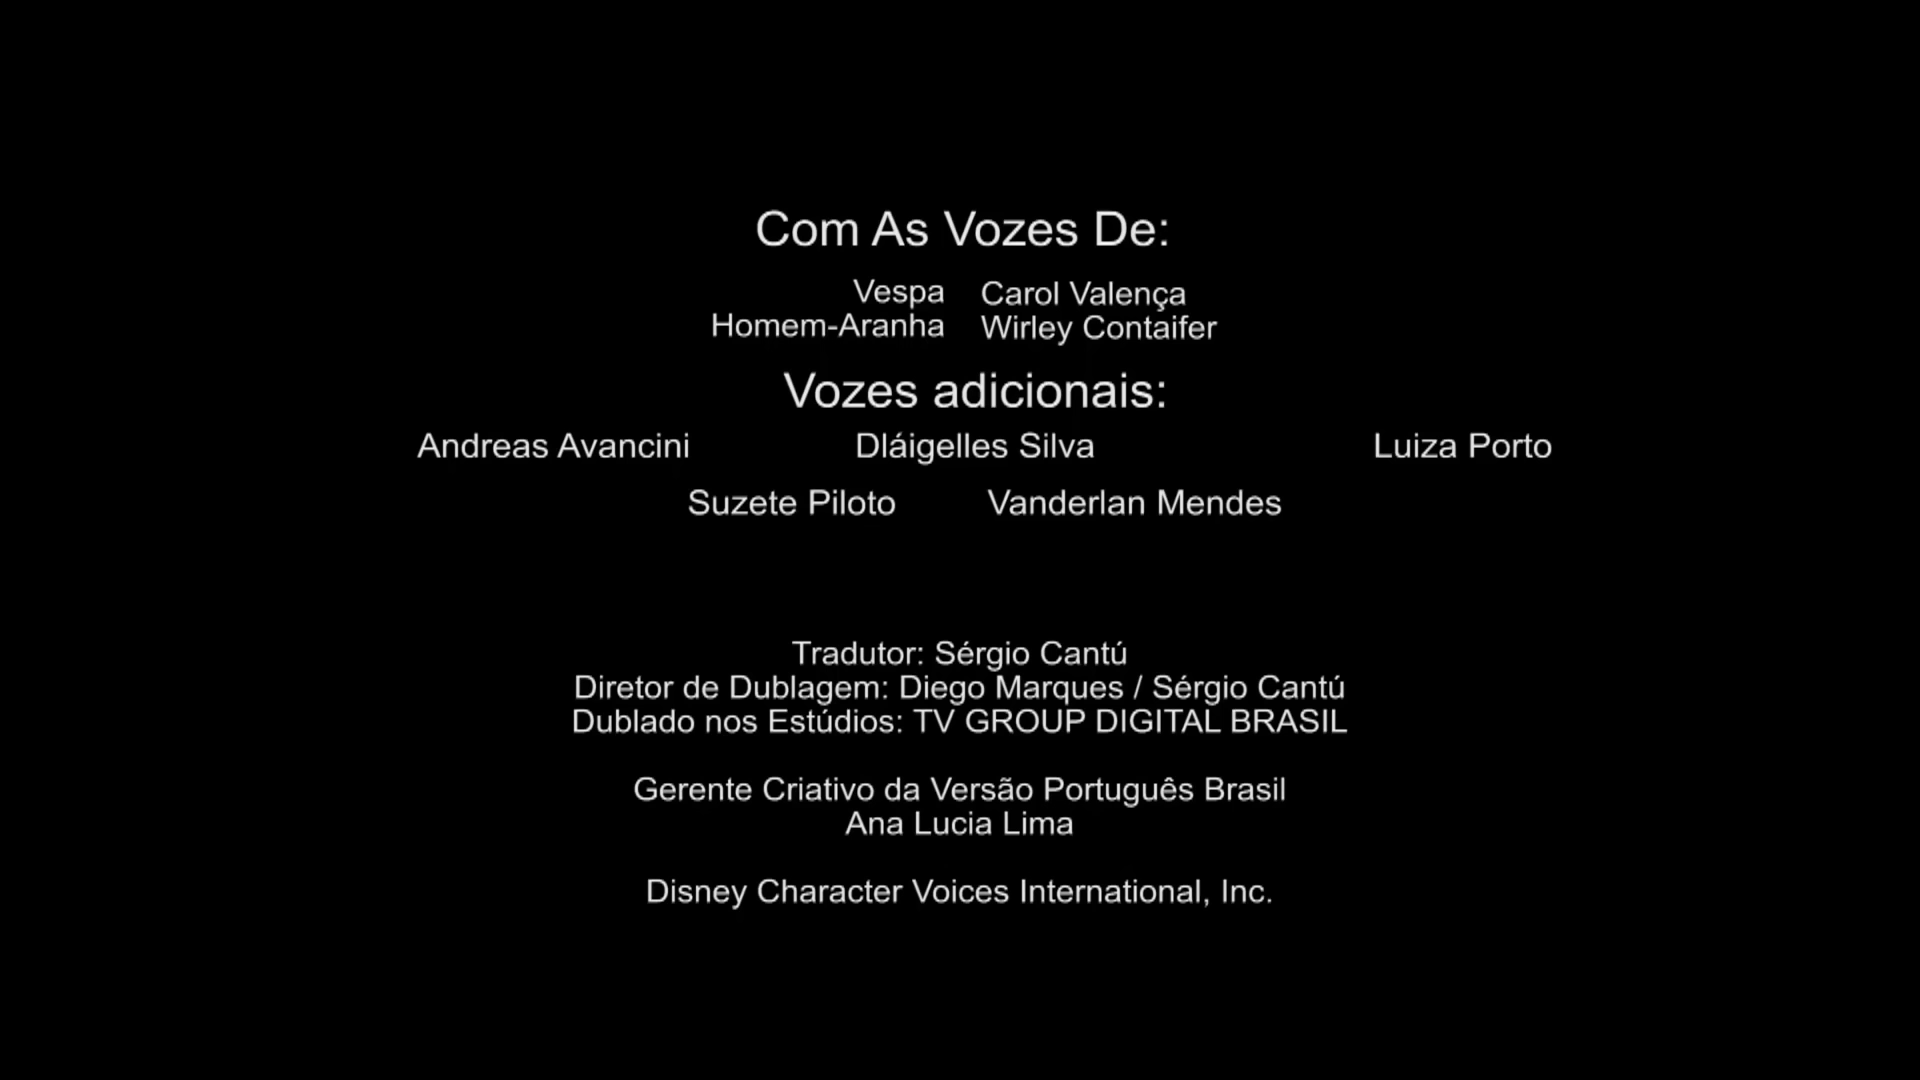 Com As Vozes De:
Vespa Carol Valença
Homem-Aranha Wirley Contaifer
Vozes adicionais:
Andreas Avancini Dláigelles Silva Luiza Porto
Suzete Piloto Vanderlan Mendes
Tradutor: Sérgio Cantú
Diretor de Dublagem: Diego Marques / Sérgio Cantú
Dublado nos Estúdios: TV GROUP DIGITAL BRASIL
Gerente Criativo da Versão Português Brasil
Ana Lucia Lima
Disney Character Voices International, Inc.